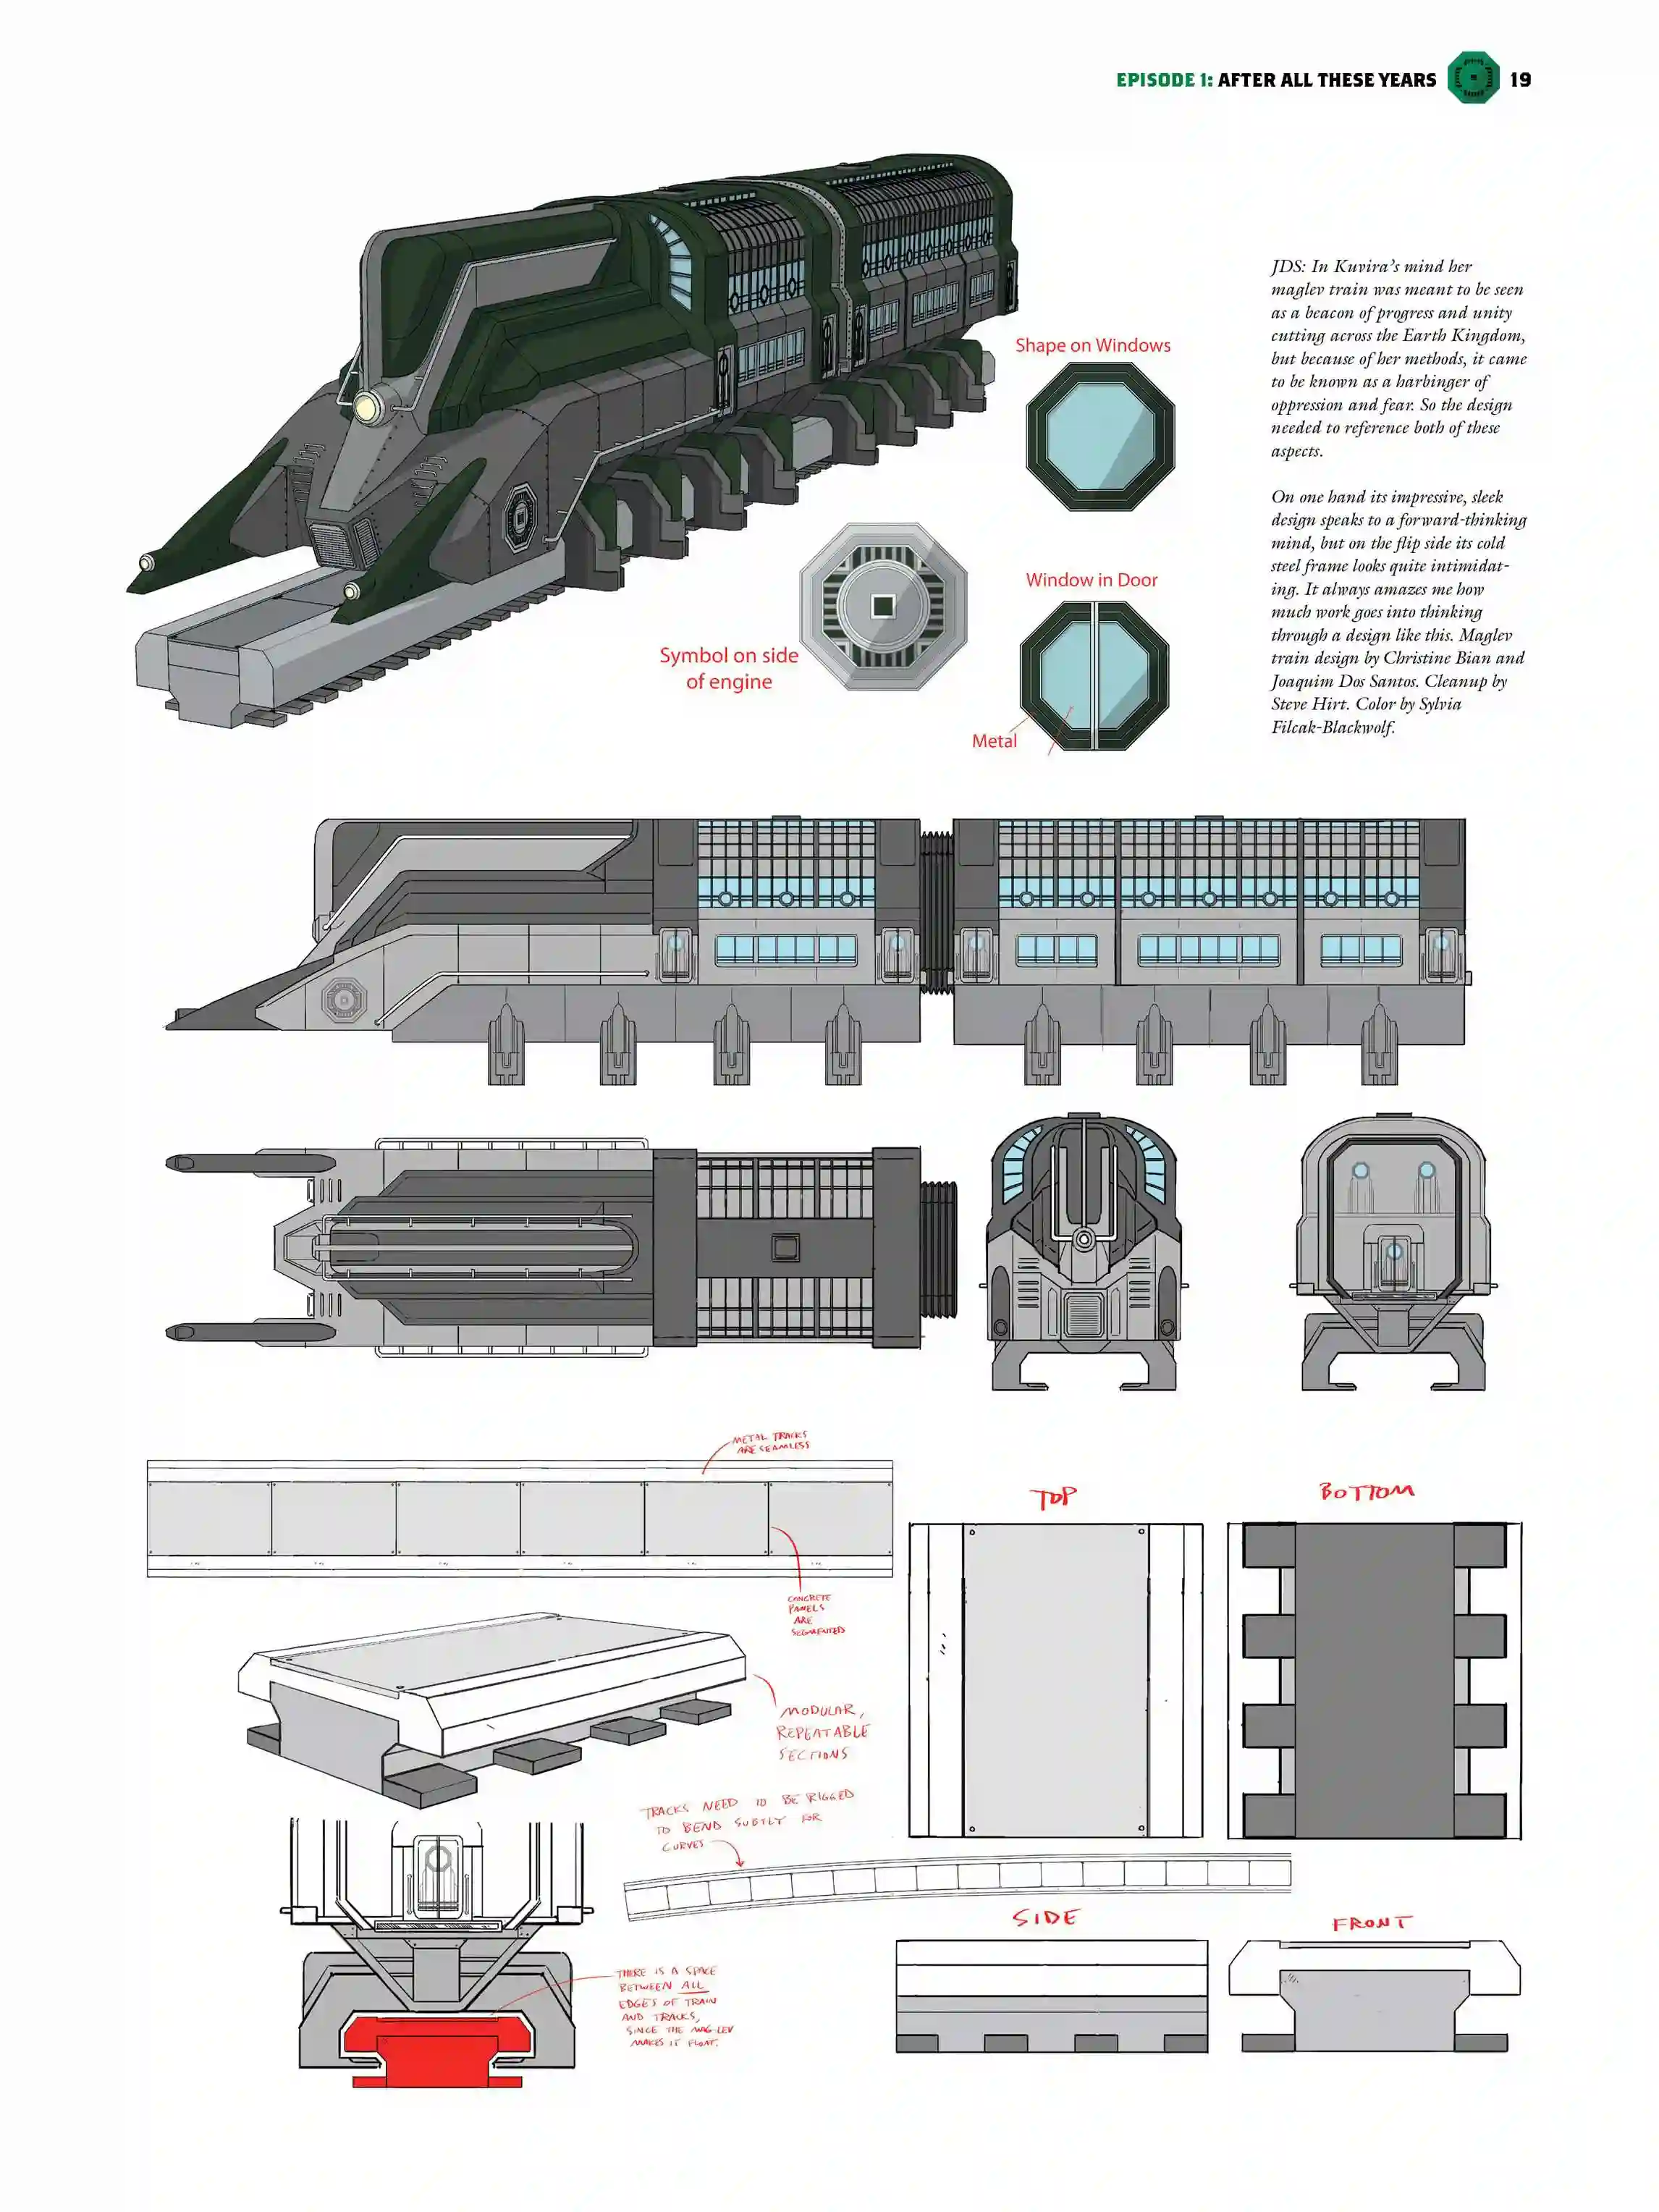 EPISODE 1: AFTER ALL THESE YEARS 19
JDS: In Kuvira's mind her
maglev train was meant to be seen
as a beacon of progress and unity
cutting across the Earth Kingdom,
but because of her methods, it came
to be known as a harbinger of
oppression and fear. So the design
needed to reference both of these
aspects.
On one hand its impressive, sleek
design speaks to a forward-thinking
mind, but on the flip side its cold
steel frame looks quite intimidat-
ing. It always amazes me how
much work goes into thinking
through a design like this. Maglev
train design by Christine Bian and
Joaquim Dos Santos. Cleanup by
Steve Hirt. Color by Sylvia
Filcak-Blackwolf.
Shape on Windows
Window in Door
Symbol on side
of engine
Metal
METAL TRACKS
ARE SEAMLESS
CONCRETE
PANELS
ARE
SEGMENTED
TOP
BOTTOM
MODULAR,
REPEATABLE
SECTIONS
TRACKS NEED TO BE RIGGED
TO BEND SUBTLY FOR
CURVES
SIDE
FRONT
THERE IS A SPACE
BETWEEN ALL
EDGES OF TRAIN
AND TRACKS,
SINCE THE MAG-LEV
MAKES IT FLOAT.